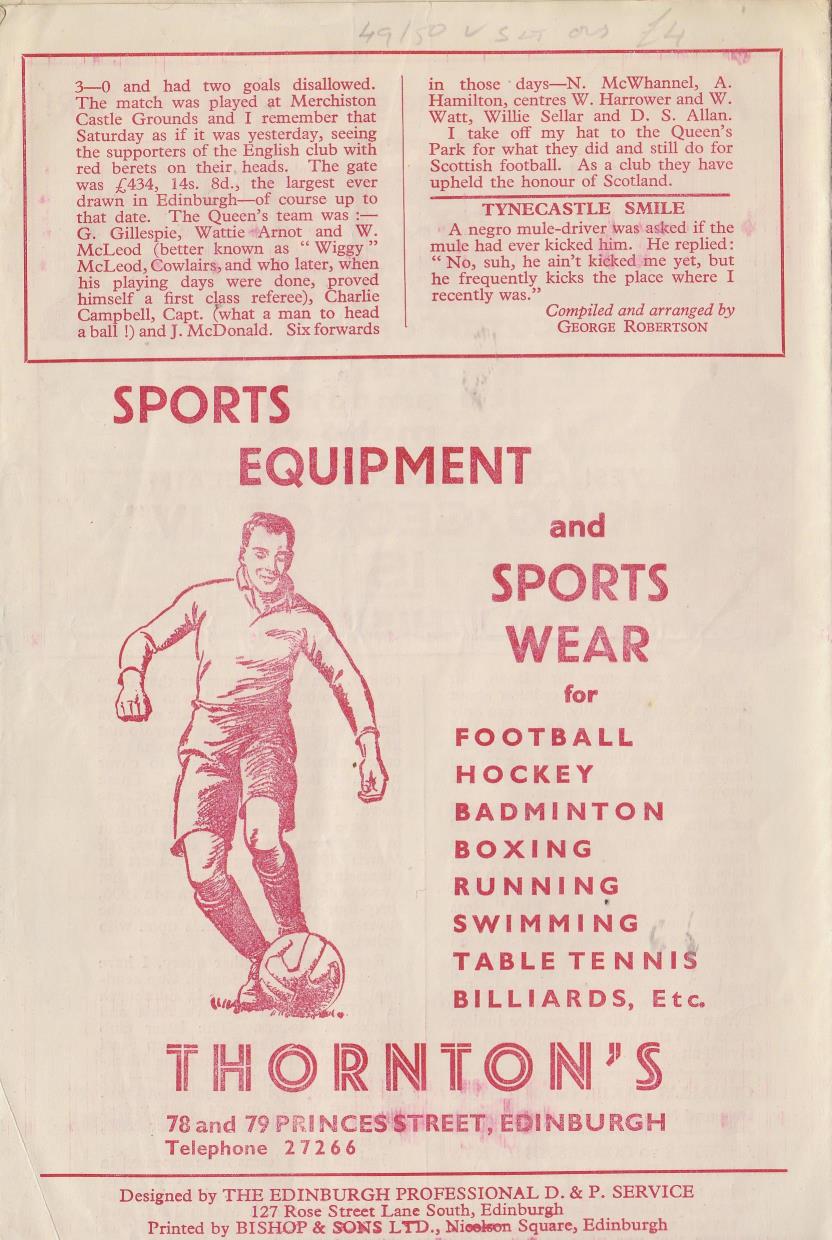 49/50 v £4
3—0 and had two goals disallowed.
The match was played at Merchiston
Castle Grounds and I remember that
Saturday as if it was yesterday, seeing
the supporters of the English club with
red berets on their heads. The gate
was £434, 14s. 8d., the largest ever
drawn in Edinburgh—of course up to
that date. The Queen's team was :—
G. Gillespie, Wattie Arnot and W.
McLeod (better known as " Wiggy "
McLeod, Cowlairs, and who later, when
his playing days were done, proved
himself a first class referee), Charlie
Campbell, Capt. (what a man to head
a ball !) and J. McDonald. Six forwards
in those days—N. McWhannel, A.
Hamilton, centres W. Harrower and W.
Watt, Willie Sellar and D. S. Allan.
I take off my hat to the Queen's
Park for what they did and still do for
Scottish football. As a club they have
upheld the honour of Scotland.
TYNECASTLE SMILE
A negro mule-driver was asked if the
mule had ever kicked him. He replied:
" No, suh, he ain't kicked me yet, but
he frequently kicks the place where I
recently was."
Compiled and arranged by
GEORGE ROBERTSON
SPORTS
EQUIPMENT
and
SPORTS
WEAR
for
FOOTBALL
HOCKEY
BADMINTON
BOXING
RUNNING
SWIMMING
TABLE TENNIS
BILLIARDS, Etc.
THORNTON'S
78 and 79 PRINCES STREET, EDINBURGH
Telephone 27266
Designed by THE EDINBURGH PROFESSIONAL D. & P. SERVICE
127 Rose Street Lane South, Edinburgh
Printed by BISHOP & SONS LTD., Nicolson Square, Edinburgh